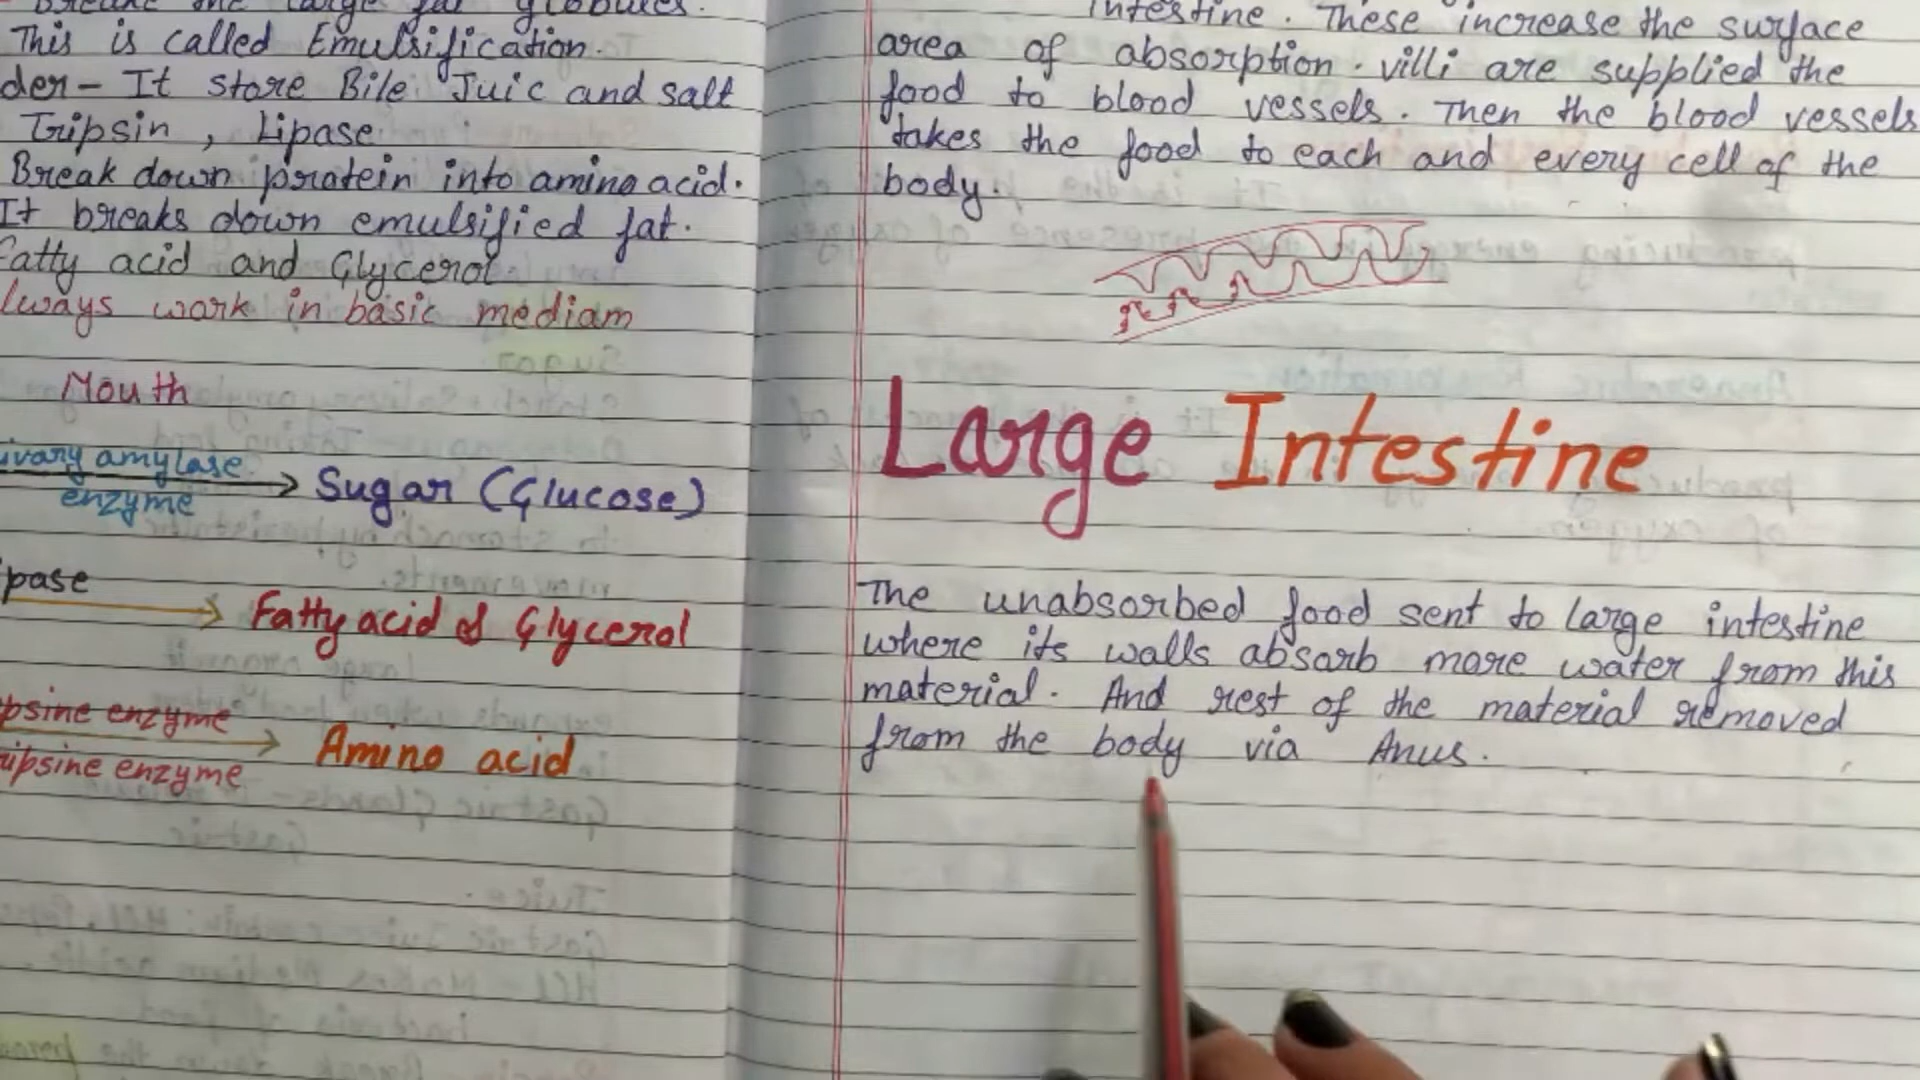 This is called Emulsification.
der- It store Bile Juic and salt
Tripsin, Lipase
Break down protein into amino acid.
It breaks down emulsified fat.
Fatty acid and Glycerol
lways work in basic mediam
Mouth
ivary amylase
enzyme
Sugar (Glucose)
pase
Fatty acid & Glycerol
psine enzyme
Amino acid
ripsine enzyme
intestine. These increase the surface
area of absorption. villi are supplied the
food to blood vessels. Then the blood vessels
takes the food to each and every cell of the
body.
Large Intestine
The unabsorbed food sent to large intestine
where its walls absorb more water from this
material. And rest of the material removed
from the body via Anus.